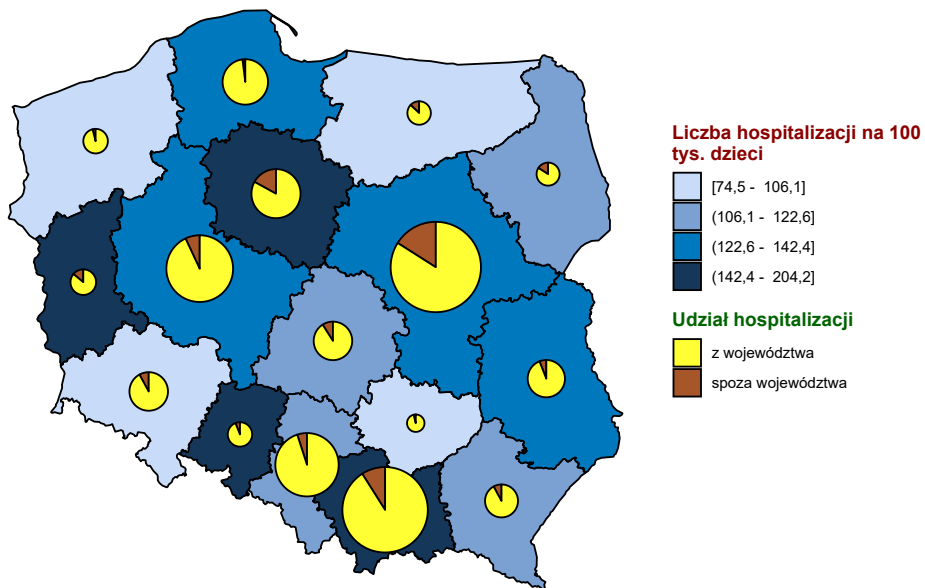 Liczba hospitalizacji na 100
tys. dzieci
[74,5 - 106,1]
(106,1 - 122,6]
(122,6 - 142,4]
(142,4 - 204,2]
Udział hospitalizacji
z województwa
spoza województwa